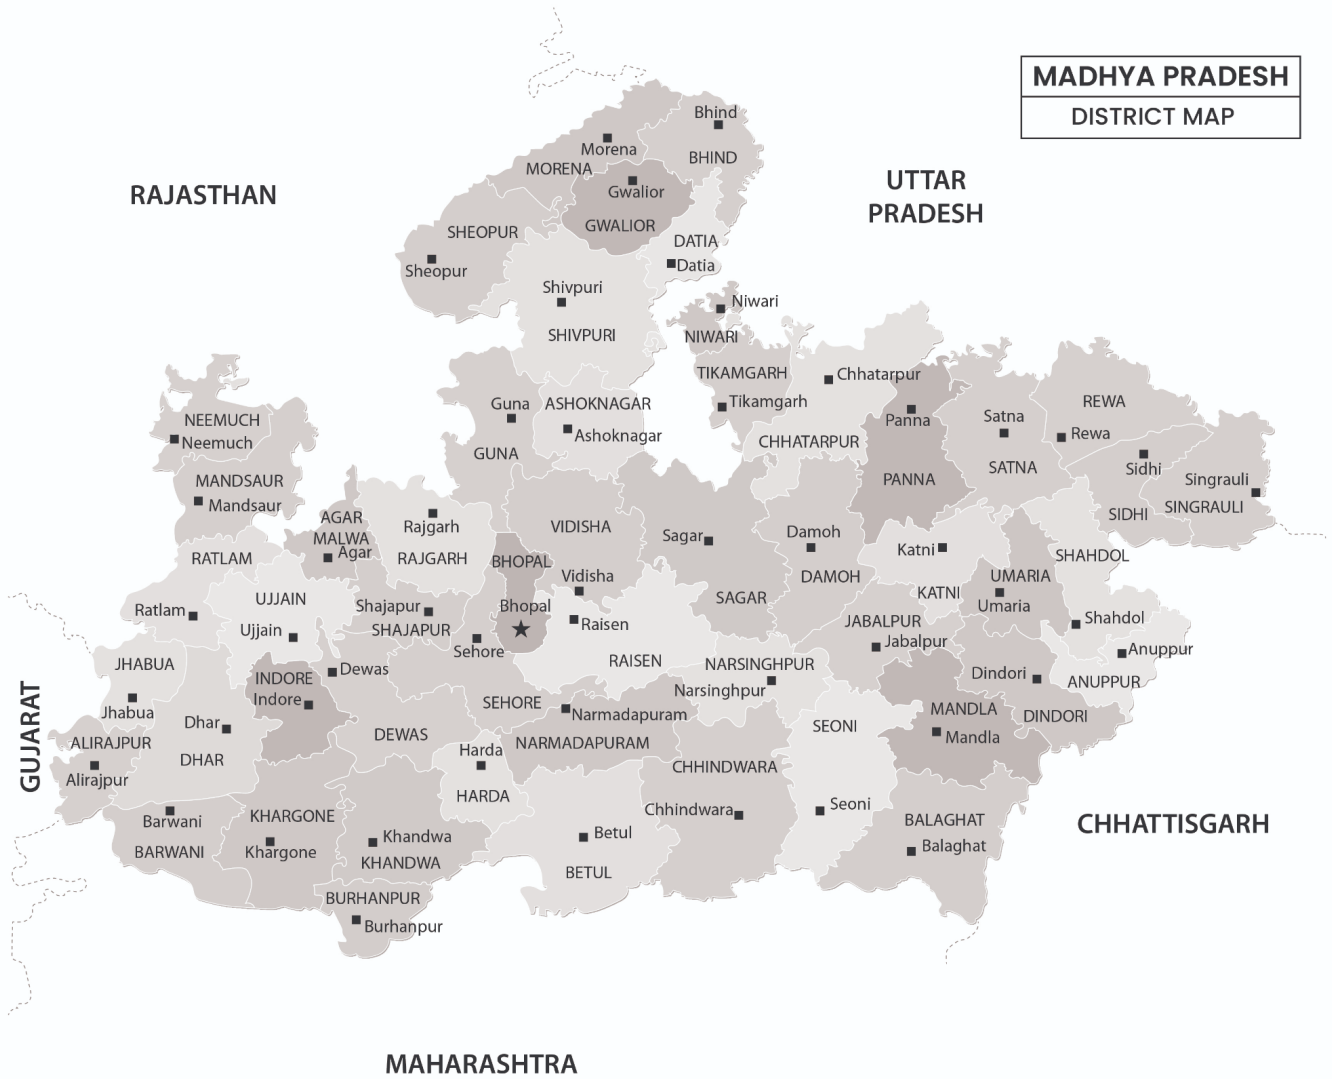 MADHYA PRADESH
DISTRICT MAP
RAJASTHAN
UTTAR
PRADESH
GUJARAT
CHHATTISGARH
MAHARASHTRA
Bhind
BHIND
Morena
MORENA
Gwalior
GWALIOR
SHEOPUR
Sheopur
DATIA
Datia
Shivpuri
SHIVPURI
Niwari
NIWARI
TIKAMGARH
Tikamgarh
Chhatarpur
CHHATARPUR
Panna
PANNA
Satna
SATNA
REWA
Rewa
Sidhi
SIDHI
Singrauli
SINGRAULI
NEEMUCH
Neemuch
MANDSAUR
Mandsaur
Guna
GUNA
ASHOKNAGAR
Ashoknagar
AGAR
MALWA
Agar
Rajgarh
RAJGARH
VIDISHA
Vidisha
BHOPAL
Bhopal
Sagar
SAGAR
Damoh
DAMOH
Katni
KATNI
UMARIA
Umaria
SHAHDOL
Shahdol
Anuppur
ANUPPUR
RATLAM
Ratlam
UJJAIN
Ujjain
Shajapur
SHAJAPUR
Sehore
SEHORE
Raisen
RAISEN
JABALPUR
Jabalpur
NARSINGHPUR
Narsinghpur
Dindori
DINDORI
MANDLA
Mandla
JHABUA
Jhabua
INDORE
Indore
Dewas
DEWAS
Dhar
DHAR
ALIRAJPUR
Alirajpur
Narmadapuram
NARMADAPURAM
Harda
HARDA
CHHINDWARA
Chhindwara
SEONI
Seoni
BALAGHAT
Balaghat
Barwani
BARWANI
KHARGONE
Khargone
Khandwa
KHANDWA
Betul
BETUL
BURHANPUR
Burhanpur